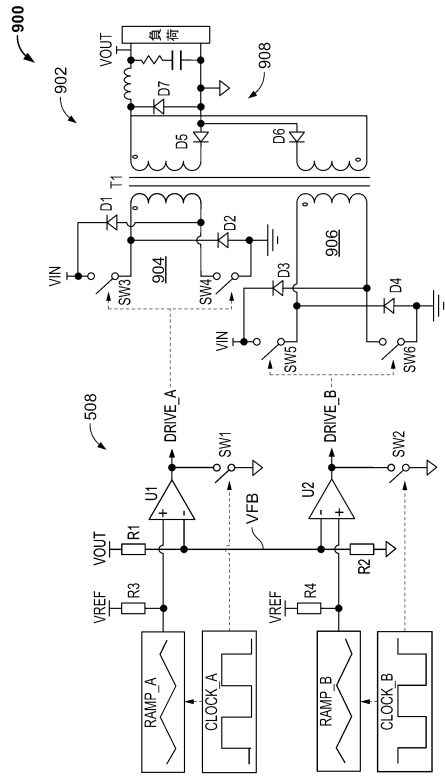 900
902
908
VOUT
負荷
D7
D5
D6
T1
D1
D2
VIN
904
SW3
SW4
906
D3
D4
VIN
SW5
SW6
508
DRIVE_A
DRIVE_B
U1
SW1
U2
SW2
VOUT
R1
VFB
R2
VREF
R3
VREF
R4
RAMP_A
CLOCK_A
RAMP_B
CLOCK_B